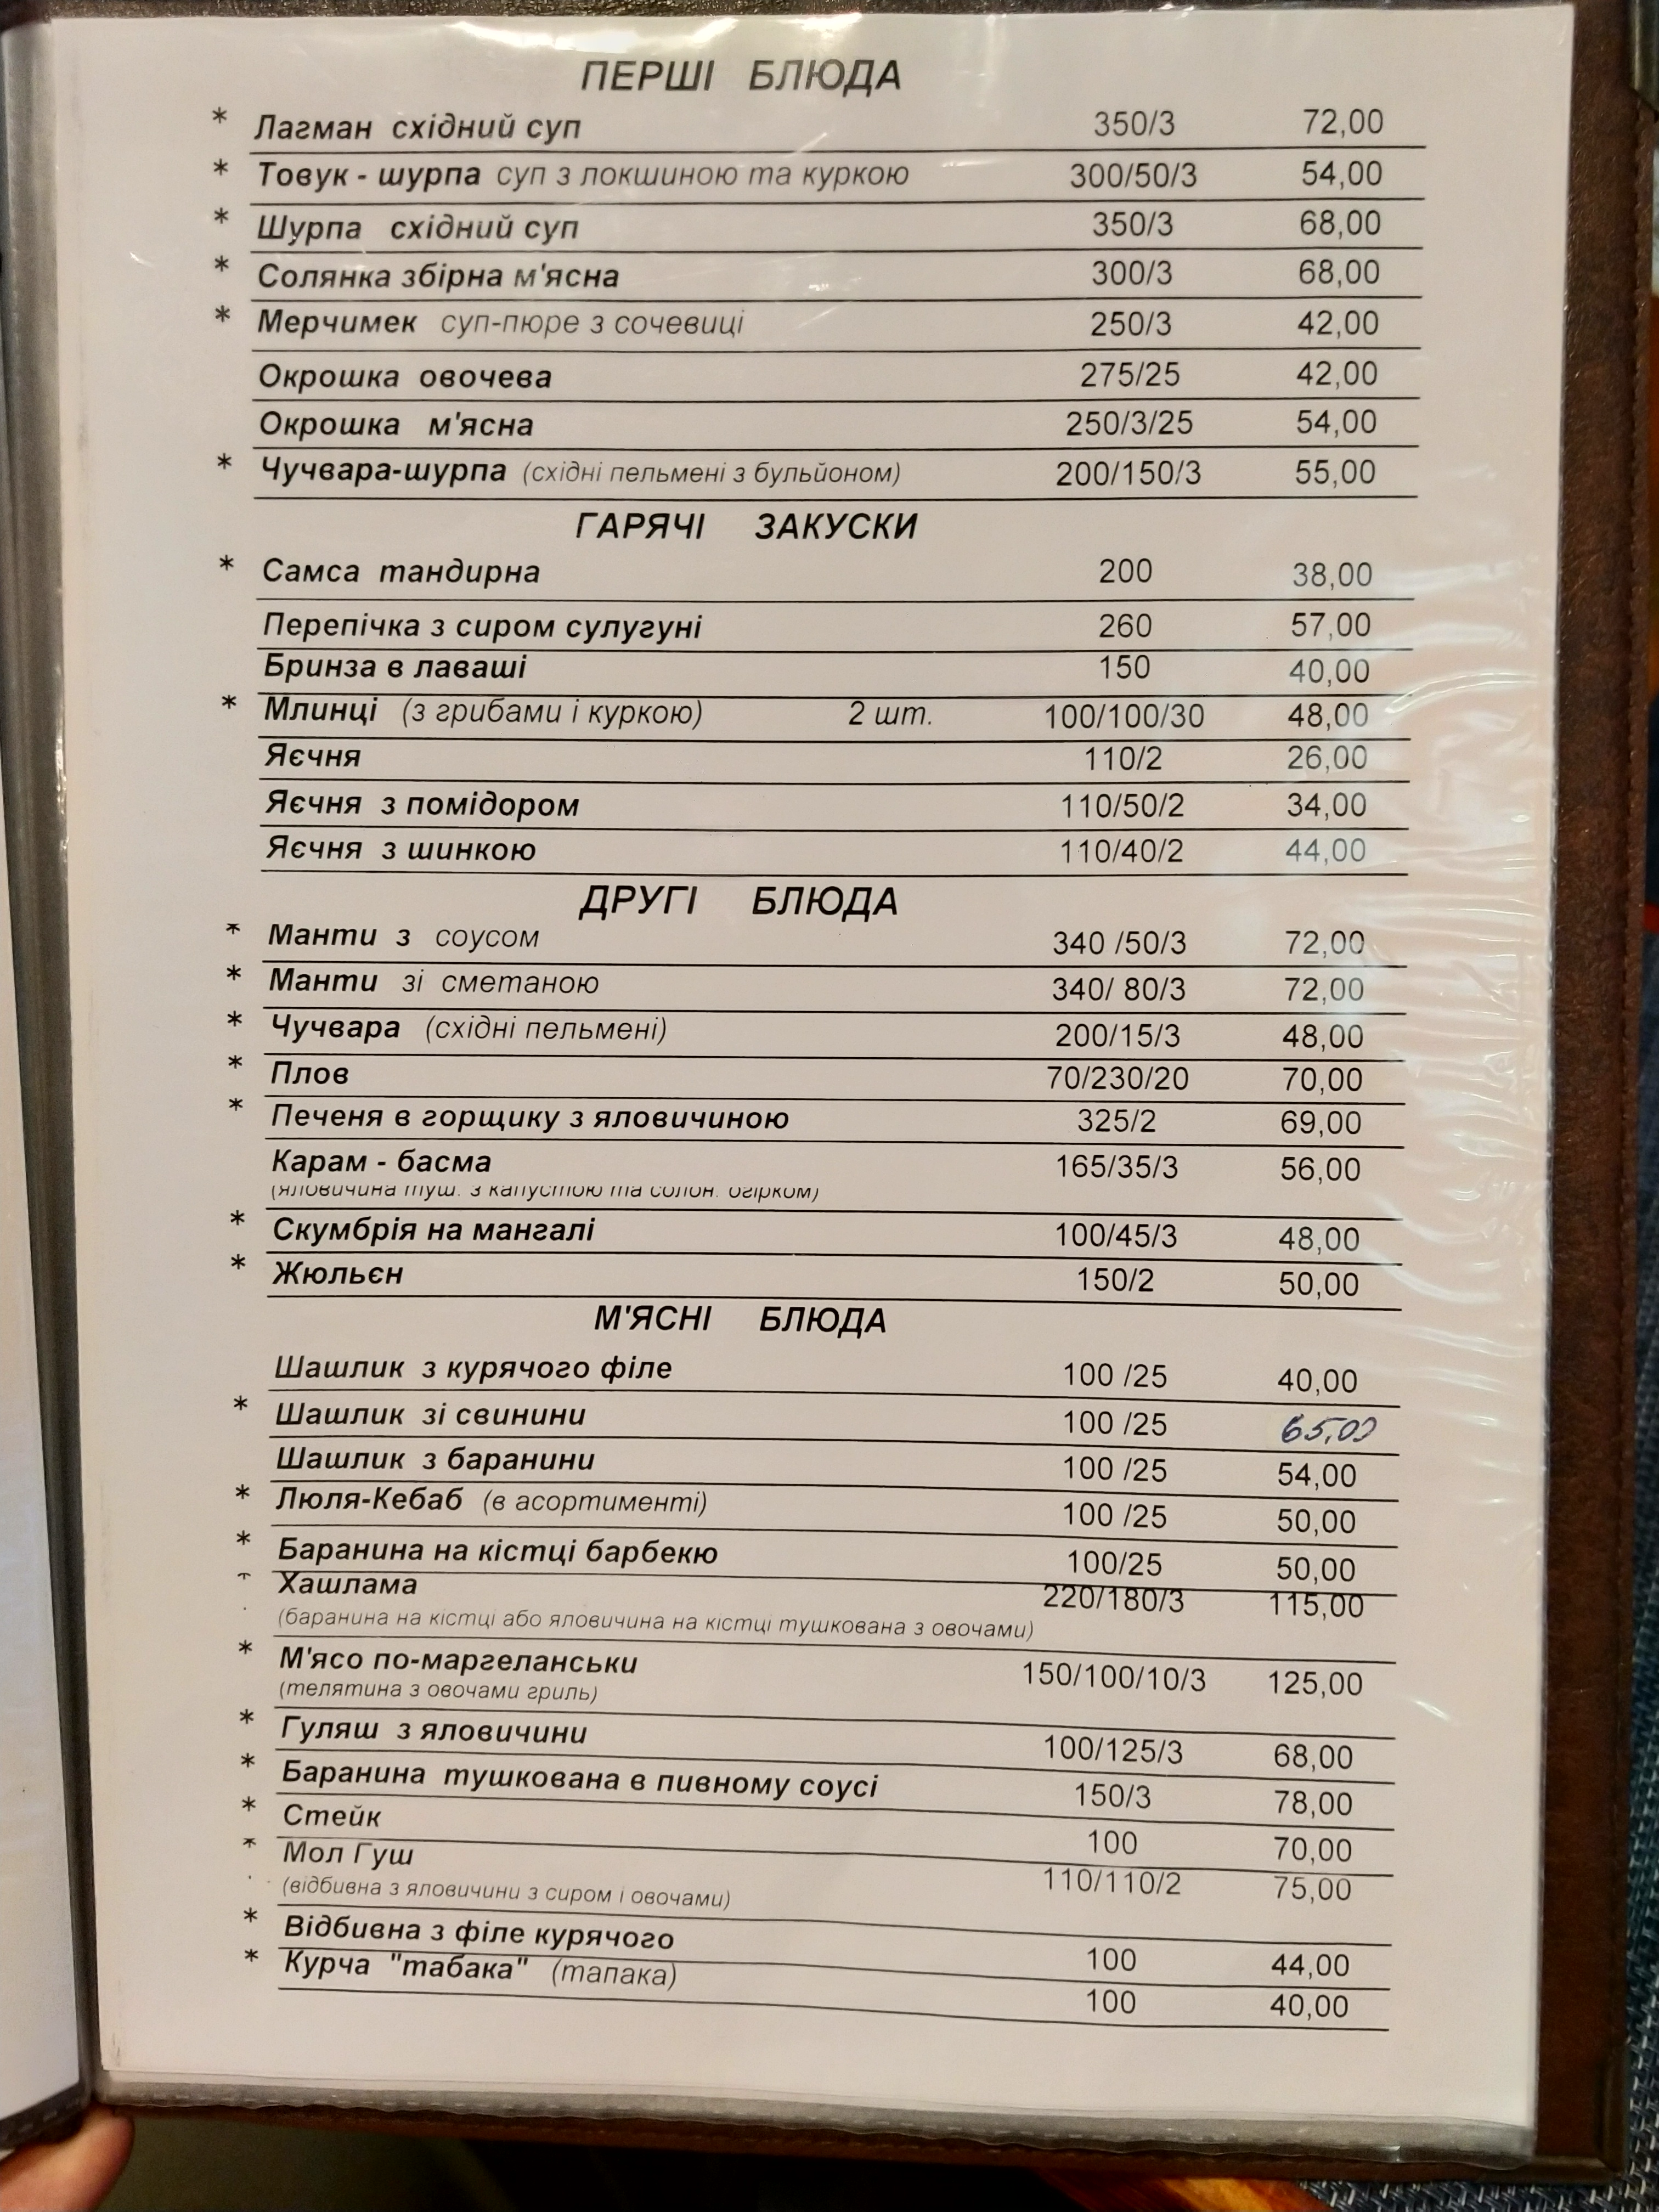 ПЕРШІ БЛЮДА
* Лагман східний суп 350/3 72,00
* Товук - шурпа суп з локшиною та куркою 300/50/3 54,00
* Шурпа східний суп 350/3 68,00
* Солянка збірна м'ясна 300/3 68,00
* Мерчимек суп-пюре з сочевиці 250/3 42,00
Окрошка овочева 275/25 42,00
Окрошка м'ясна 250/3/25 54,00
* Чучвара-шурпа (східні пельмені з бульйоном) 200/150/3 55,00
ГАРЯЧІ ЗАКУСКИ
* Самса тандирна 200 38,00
Перепічка з сиром сулугуні 260 57,00
Бринза в лаваші 150 40,00
* Млинці (з грибами і куркою) 2 шт. 100/100/30 48,00
Яєчня 110/2 26,00
Яєчня з помідором 110/50/2 34,00
Яєчня з шинкою 110/40/2 44,00
ДРУГІ БЛЮДА
* Манти з соусом 340 /50/3 72,00
* Манти зі сметаною 340/ 80/3 72,00
* Чучвара (східні пельмені) 200/15/3 48,00
* Плов 70/230/20 70,00
* Печеня в горщику з яловичиною 325/2 69,00
Карам - басма 165/35/3 56,00
(яловичина туш. з капустою та солон. огірком)
* Скумбрія на мангалі 100/45/3 48,00
* Жюльєн 150/2 50,00
М'ЯСНІ БЛЮДА
Шашлик з курячого філе 100 /25 40,00
* Шашлик зі свинини 100 /25 65,00
Шашлик з баранини 100 /25 54,00
* Люля-Кебаб (в асортименті) 100 /25 50,00
* Баранина на кістці барбекю 100/25 50,00
* Хашлама 220/180/3 115,00
(баранина на кістці або яловичина на кістці тушкована з овочами)
* М'ясо по-маргеланськи 150/100/10/3 125,00
(телятина з овочами гриль)
* Гуляш з яловичини 100/125/3 68,00
* Баранина тушкована в пивному соусі 150/3 78,00
* Стейк 100 70,00
* Мол Гуш 110/110/2 75,00
(відбивна з яловичини з сиром і овочами)
* Відбивна з філе курячого 100 44,00
* Курча "табака" (тапака) 100 40,00